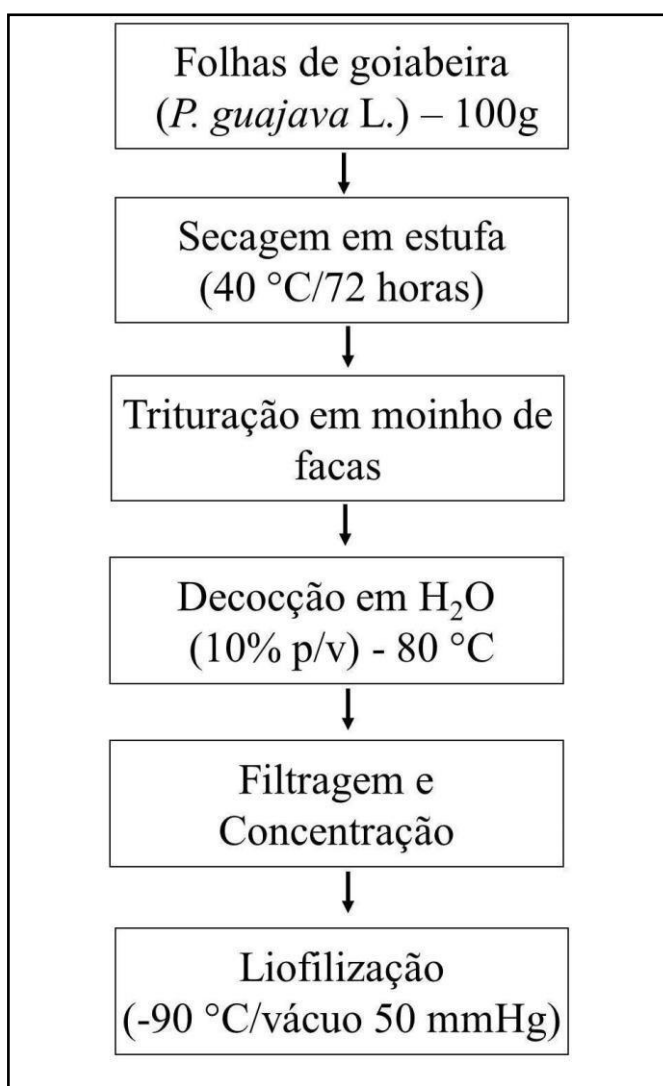 Folhas de goiabeira
(P. guajava L.) – 100g
Secagem em estufa
(40 °C/72 horas)
Trituração em moinho de
facas
Decocção em H₂O
(10% p/v) - 80 °C
Filtragem e
Concentração
Liofilização
(-90 °C/vácuo 50 mmHg)